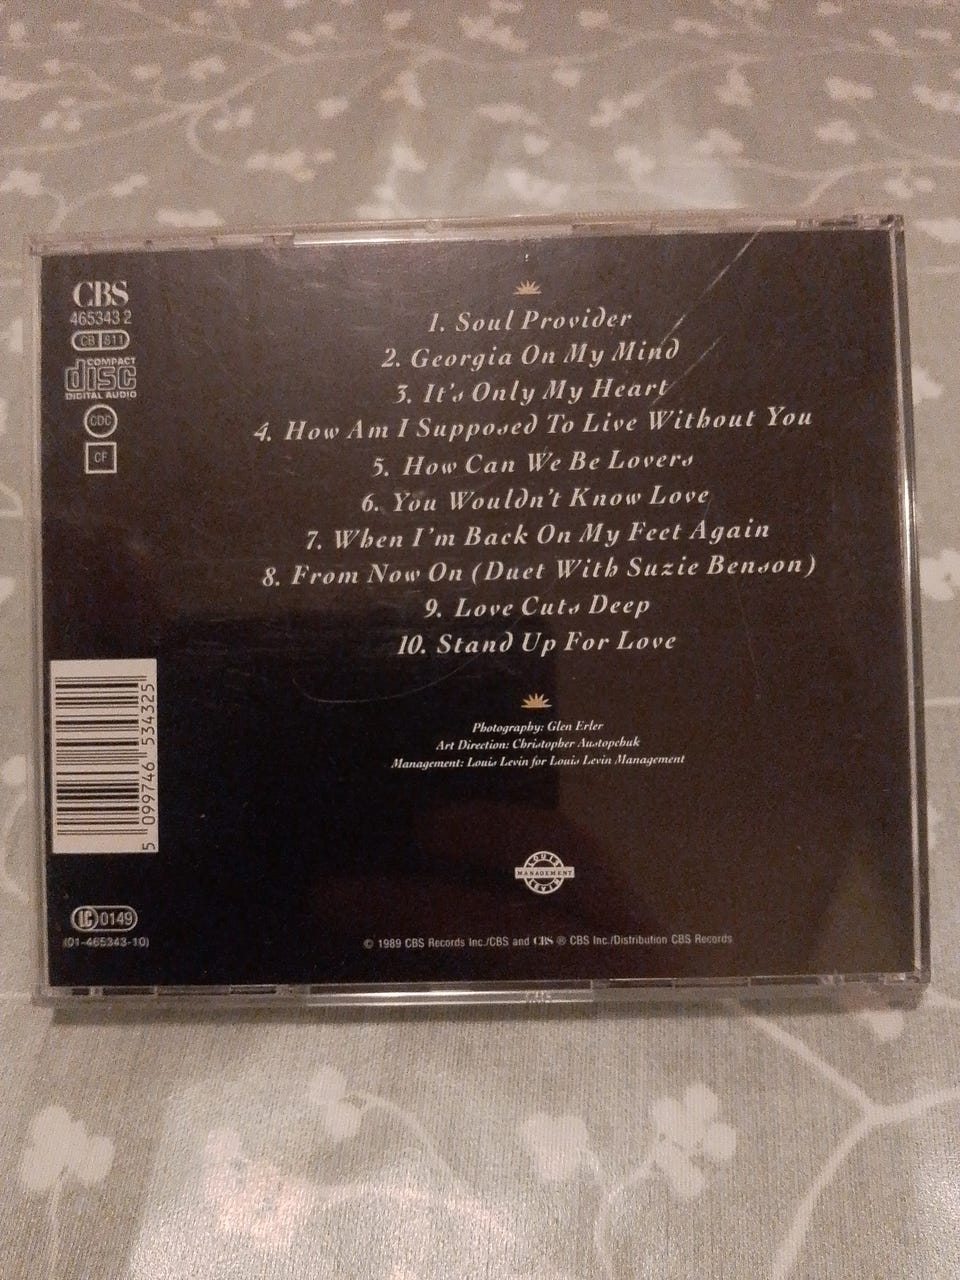 CBS
465343 2
CB 811
COMPACT
disc
DIGITAL AUDIO
CDC
CF
1. Soul Provider
2. Georgia On My Mind
3. It's Only My Heart
4. How Am I Supposed To Live Without You
5. How Can We Be Lovers
6. You Wouldn't Know Love
7. When I'm Back On My Feet Again
8. From Now On (Duet With Suzie Benson)
9. Love Cuts Deep
10. Stand Up For Love
Photography: Glen Erler
Art Direction: Christopher Austopchuk
Management: Louis Levin for Louis Levin Management
5 099746 534325
LOUIS
MANAGEMENT
LEVIN
LC 0149
(01-465343-10)
© 1989 CBS Records Inc./CBS and CBS ® CBS Inc./Distribution CBS Records